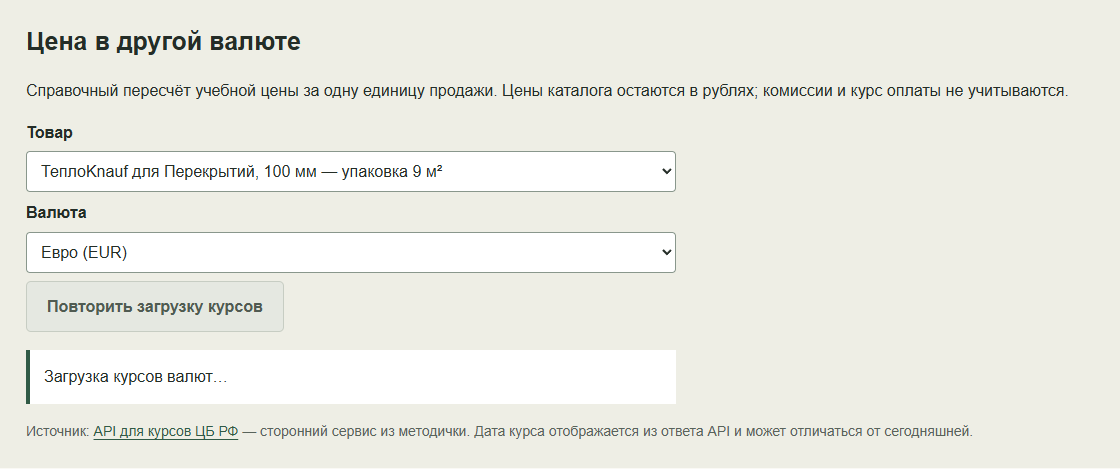 Цена в другой валюте
Справочный пересчёт учебной цены за одну единицу продажи. Цены каталога остаются в рублях; комиссии и курс оплаты не учитываются.
Товар
ТеплоKnauf для Перекрытий, 100 мм — упаковка 9 м²
Валюта
Евро (EUR)
Повторить загрузку курсов
Загрузка курсов валют…
Источник: API для курсов ЦБ РФ — сторонний сервис из методички. Дата курса отображается из ответа API и может отличаться от сегодняшней.